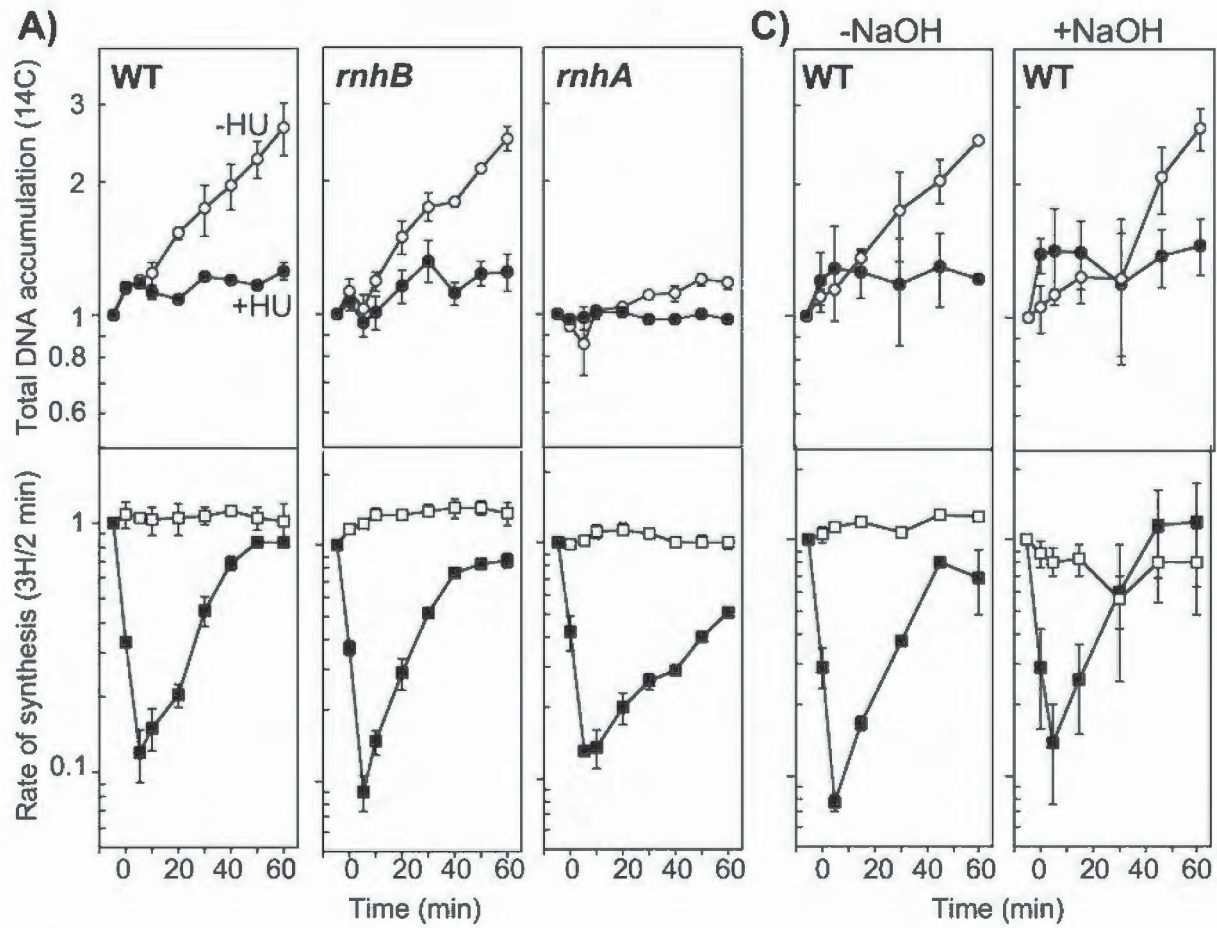 A)
C)
-NaOH
+NaOH
WT
rnhB
rnhA
WT
WT
-HU
+HU
Total DNA accumulation (14C)
3
2
1
0.8
0.6
Rate of synthesis (3H/2 min)
1
0.1
0 20 40 60
0 20 40 60
0 20 40 60
0 20 40 60
0 20 40 60
Time (min)
Time (min)